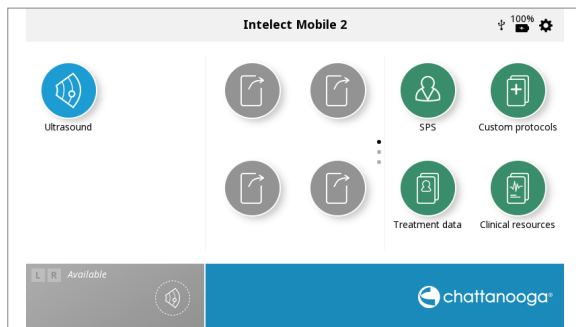 Intelect Mobile 2
100%
Ultrasound
SPS
Custom protocols
Treatment data
Clinical resources
L R Available
chattanooga®